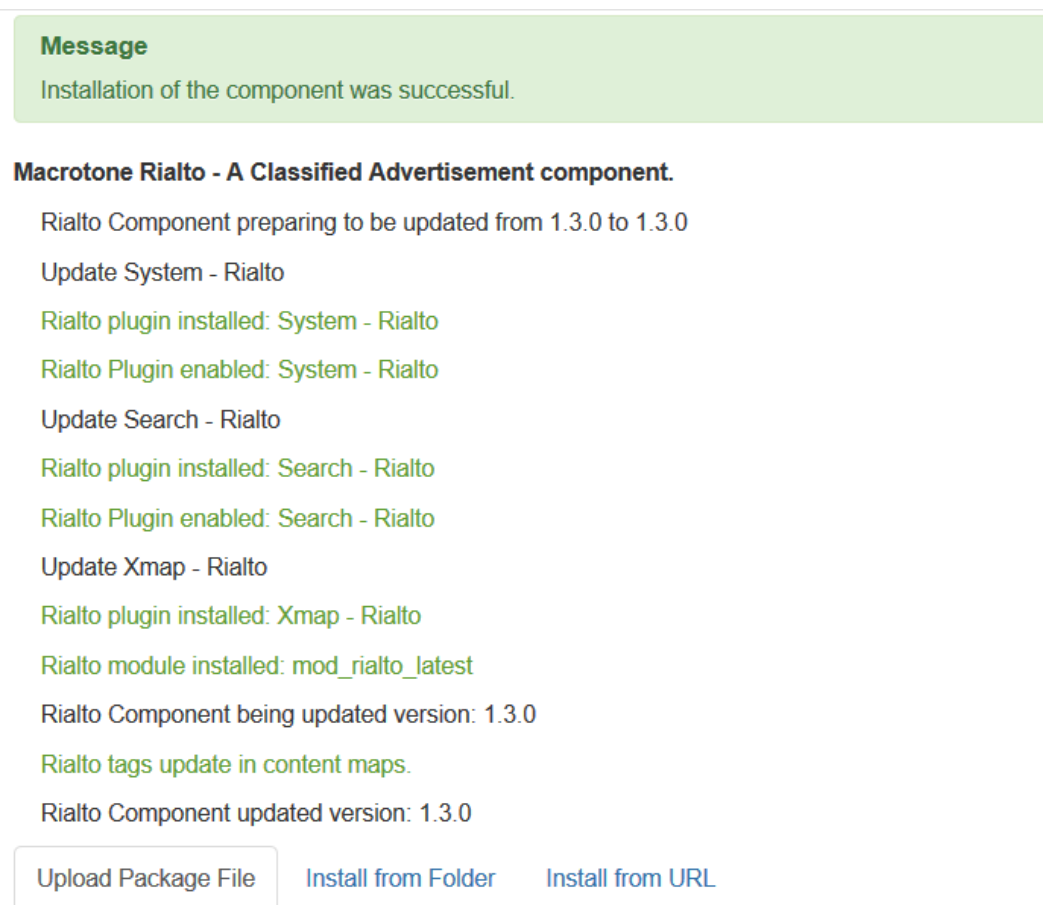 Message
Installation of the component was successful.
Macrotone Rialto - A Classified Advertisement component.
Rialto Component preparing to be updated from 1.3.0 to 1.3.0
Update System - Rialto
Rialto plugin installed: System - Rialto
Rialto Plugin enabled: System - Rialto
Update Search - Rialto
Rialto plugin installed: Search - Rialto
Rialto Plugin enabled: Search - Rialto
Update Xmap - Rialto
Rialto plugin installed: Xmap - Rialto
Rialto module installed: mod_rialto_latest
Rialto Component being updated version: 1.3.0
Rialto tags update in content maps.
Rialto Component updated version: 1.3.0
Upload Package File Install from Folder Install from URL